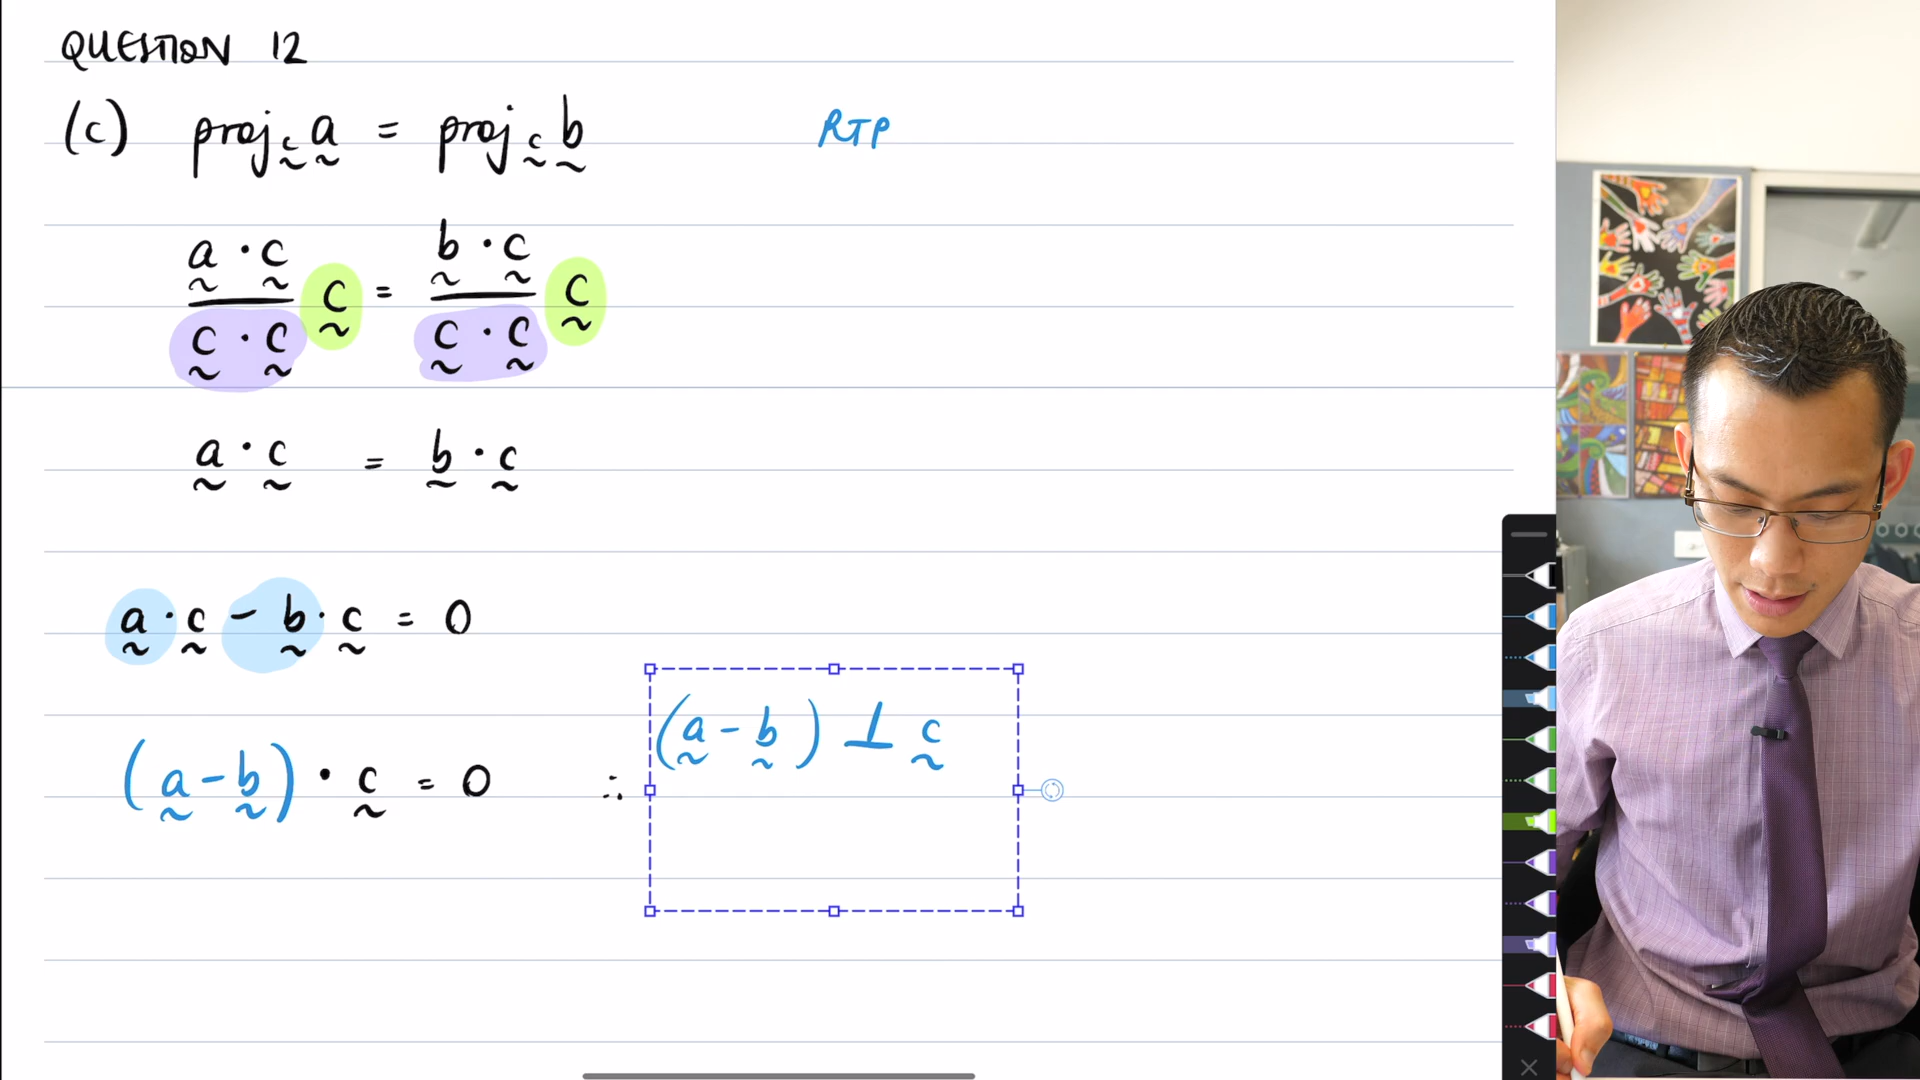 QUESTION 12
(c) proj_c̰ a̰ = proj_c̰ b̰ RTP
(a̰ · c̰)/(c̰ · c̰) c̰ = (b̰ · c̰)/(c̰ · c̰) c̰
a̰ · c̰ = b̰ · c̰
a̰ · c̰ − b̰ · c̰ = 0
(a̰ − b̰) · c̰ = 0 ∴ (a̰ − b̰) ⊥ c̰